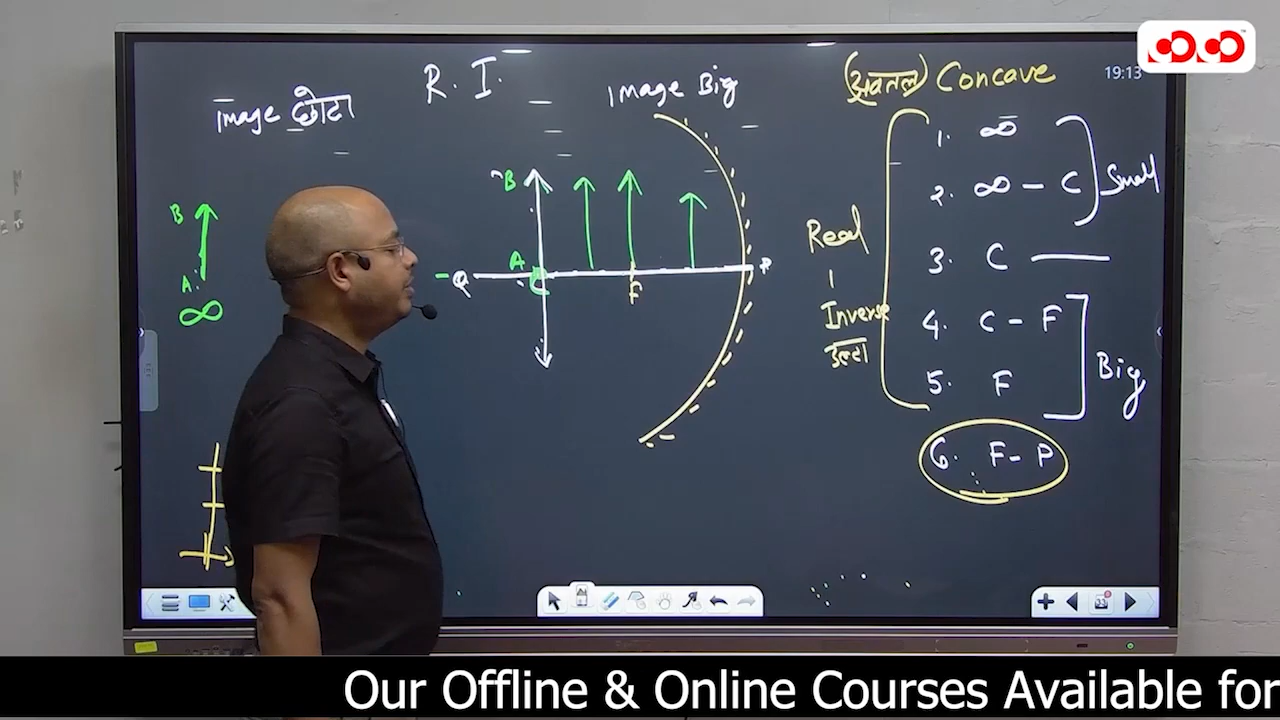 R. I.
Image छोटा
Image Big
(अवतल) Concave
19:13
1. ∞
2. ∞ - C
Small
3. C
4. C - F
5. F
Big
6. F - P
Real
Inverse
उल्टा
B
A
∞
B
A
C
F
P
Our Offline & Online Courses Available for